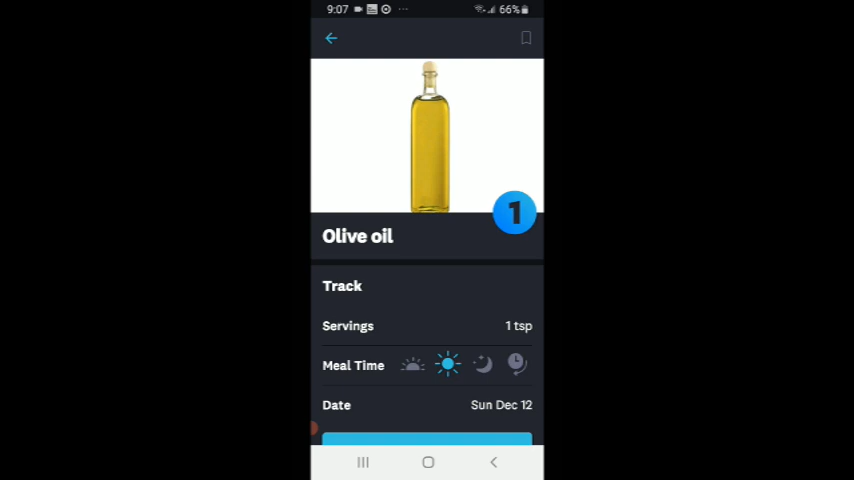 9:07 66%
1
Olive oil
Track
Servings 1 tsp
Meal Time
Date Sun Dec 12